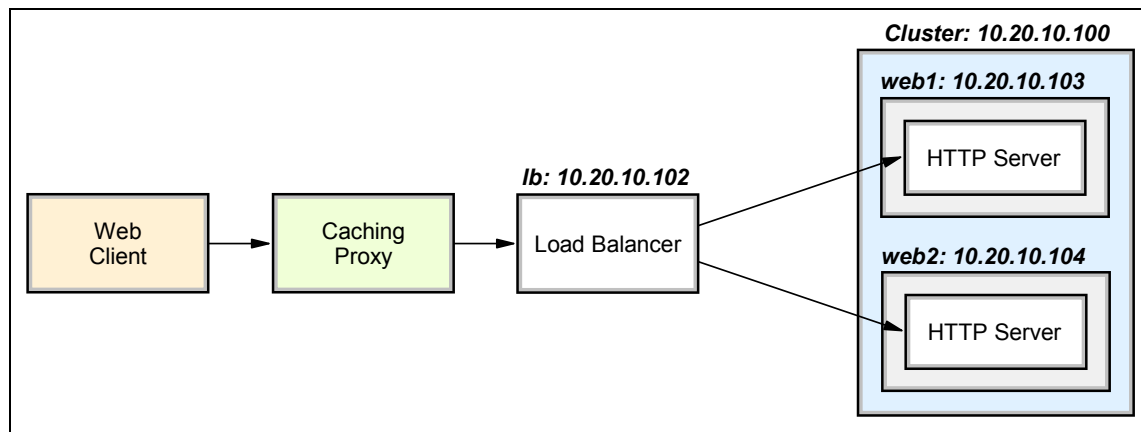 Cluster: 10.20.10.100
web1: 10.20.10.103
HTTP Server
lb: 10.20.10.102
Web
Client
Caching
Proxy
Load Balancer
web2: 10.20.10.104
HTTP Server